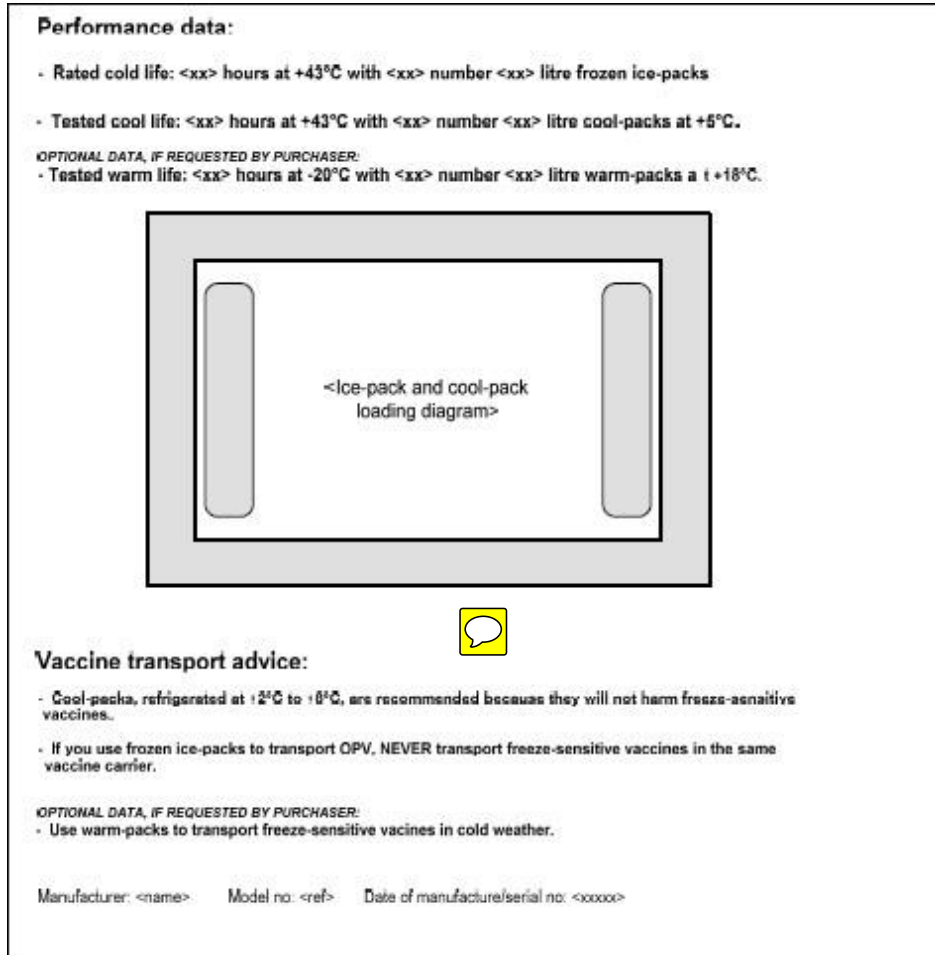 Performance data:
- Rated cold life: <xx> hours at +43°C with <xx> number <xx> litre frozen ice-packs
- Tested cool life: <xx> hours at +43°C with <xx> number <xx> litre cool-packs at +5°C.
OPTIONAL DATA, IF REQUESTED BY PURCHASER:
- Tested warm life: <xx> hours at -20°C with <xx> number <xx> litre warm-packs a t +18°C.
<Ice-pack and cool-pack
loading diagram>
Vaccine transport advice:
- Cool-packs, refrigerated at +2°C to +8°C, are recommended because they will not harm freeze-sensitive
vaccines..
- If you use frozen ice-packs to transport OPV, NEVER transport freeze-sensitive vaccines in the same
vaccine carrier.
OPTIONAL DATA, IF REQUESTED BY PURCHASER:
- Use warm-packs to transport freeze-sensitive vacines in cold weather.
Manufacturer: <name> Model no: <ref> Date of manufacture/serial no: <xxxxx>